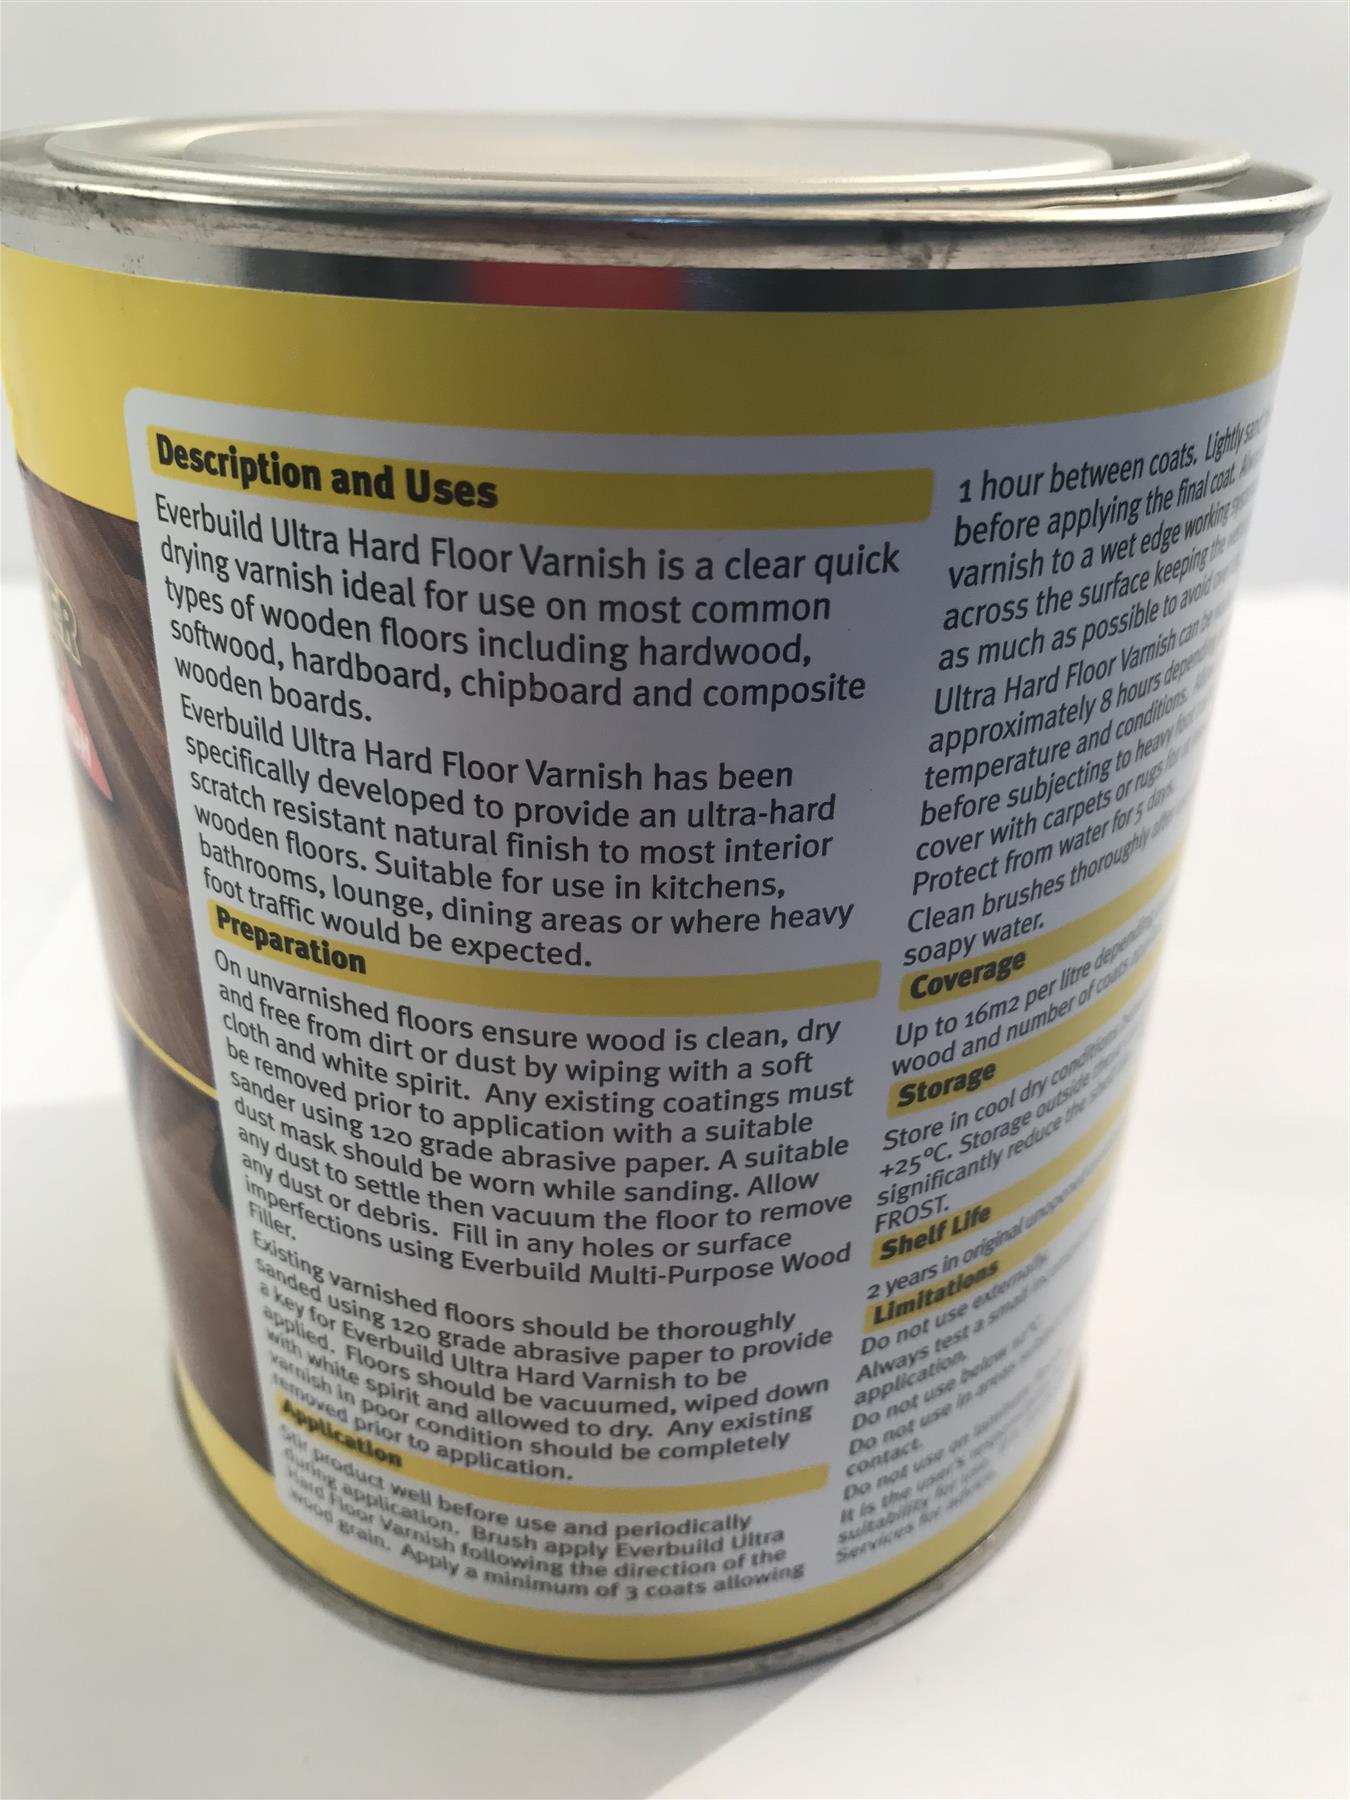 ER
Description and Uses
Everbuild Ultra Hard Floor Varnish is a clear quick
drying varnish ideal for use on most common
types of wooden floors including hardwood,
softwood, hardboard, chipboard and composite
wooden boards.
Everbuild Ultra Hard Floor Varnish has been
specifically developed to provide an ultra-hard
scratch resistant natural finish to most interior
wooden floors. Suitable for use in kitchens,
bathrooms, lounge, dining areas or where heavy
foot traffic would be expected.
Preparation
On unvarnished floors ensure wood is clean, dry
and free from dirt or dust by wiping with a soft
cloth and white spirit. Any existing coatings must
be removed prior to application with a suitable
sander using 120 grade abrasive paper. A suitable
dust mask should be worn while sanding. Allow
any dust to settle then vacuum the floor to remove
any dust or debris. Fill in any holes or surface
imperfections using Everbuild Multi-Purpose Wood
Filler.
Existing varnished floors should be thoroughly
sanded using 120 grade abrasive paper to provide
a key for Everbuild Ultra Hard Varnish to be
applied. Floors should be vacuumed, wiped down
with white spirit and allowed to dry. Any existing
varnish in poor condition should be completely
removed prior to application.
Application
Stir product well before use and periodically
during application. Brush apply Everbuild Ultra
Hard Floor Varnish following the direction of the
wood grain. Apply a minimum of 3 coats allowing
1 hour between coats. Lightly
before applying the final coat.
varnish to a wet edge working
across the surface keeping the
as much as possible to avoid
Ultra Hard Floor Varnish can be
approximately 8 hours depending
temperature and conditions.
before subjecting to heavy foot
cover with carpets or rugs for
Protect from water for 5 days.
Clean brushes thoroughly after
soapy water.
Coverage
Up to 16m2 per litre depending
wood and number of coats
Storage
Store in cool dry conditions
+25°C. Storage outside
significantly reduce the shelf
FROST.
Shelf Life
2 years in original unopened
Limitations
Do not use externally.
Always test a small
application.
Do not use below
Do not use in areas
contact.
Do not use on
It is the user's
suitability for use.
Services for advice.